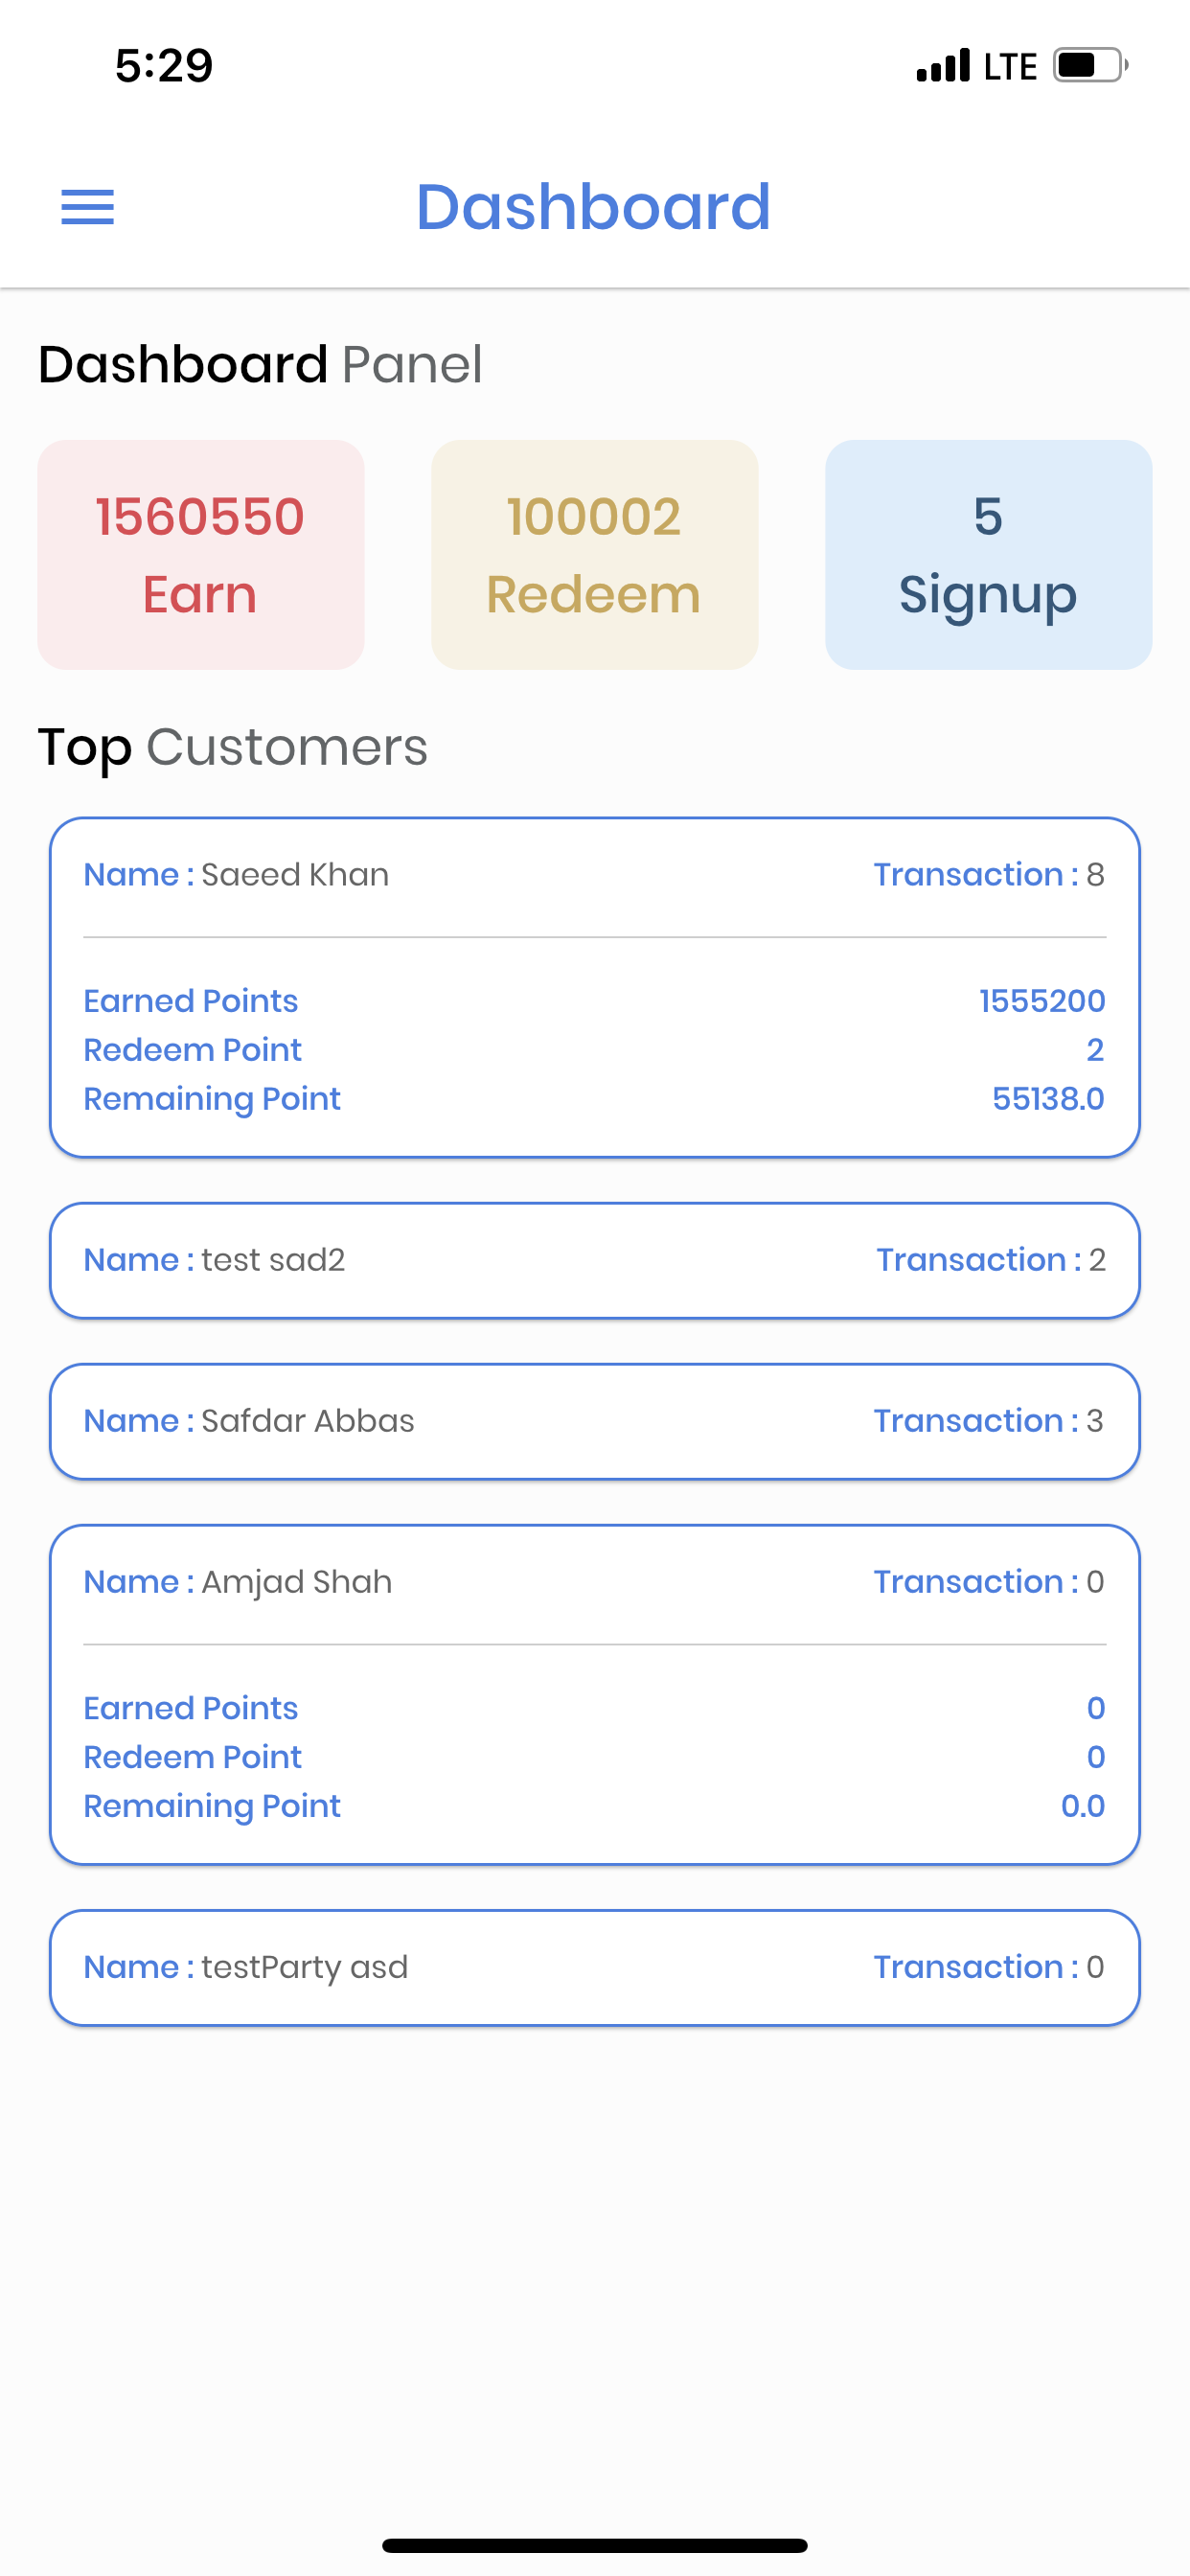 5:29 LTE
Dashboard
Dashboard Panel
1560550 100002 5
Earn Redeem Signup
Top Customers
Name : Saeed Khan Transaction : 8
Earned Points 1555200
Redeem Point 2
Remaining Point 55138.0
Name : test sad2 Transaction : 2
Name : Safdar Abbas Transaction : 3
Name : Amjad Shah Transaction : 0
Earned Points 0
Redeem Point 0
Remaining Point 0.0
Name : testParty asd Transaction : 0